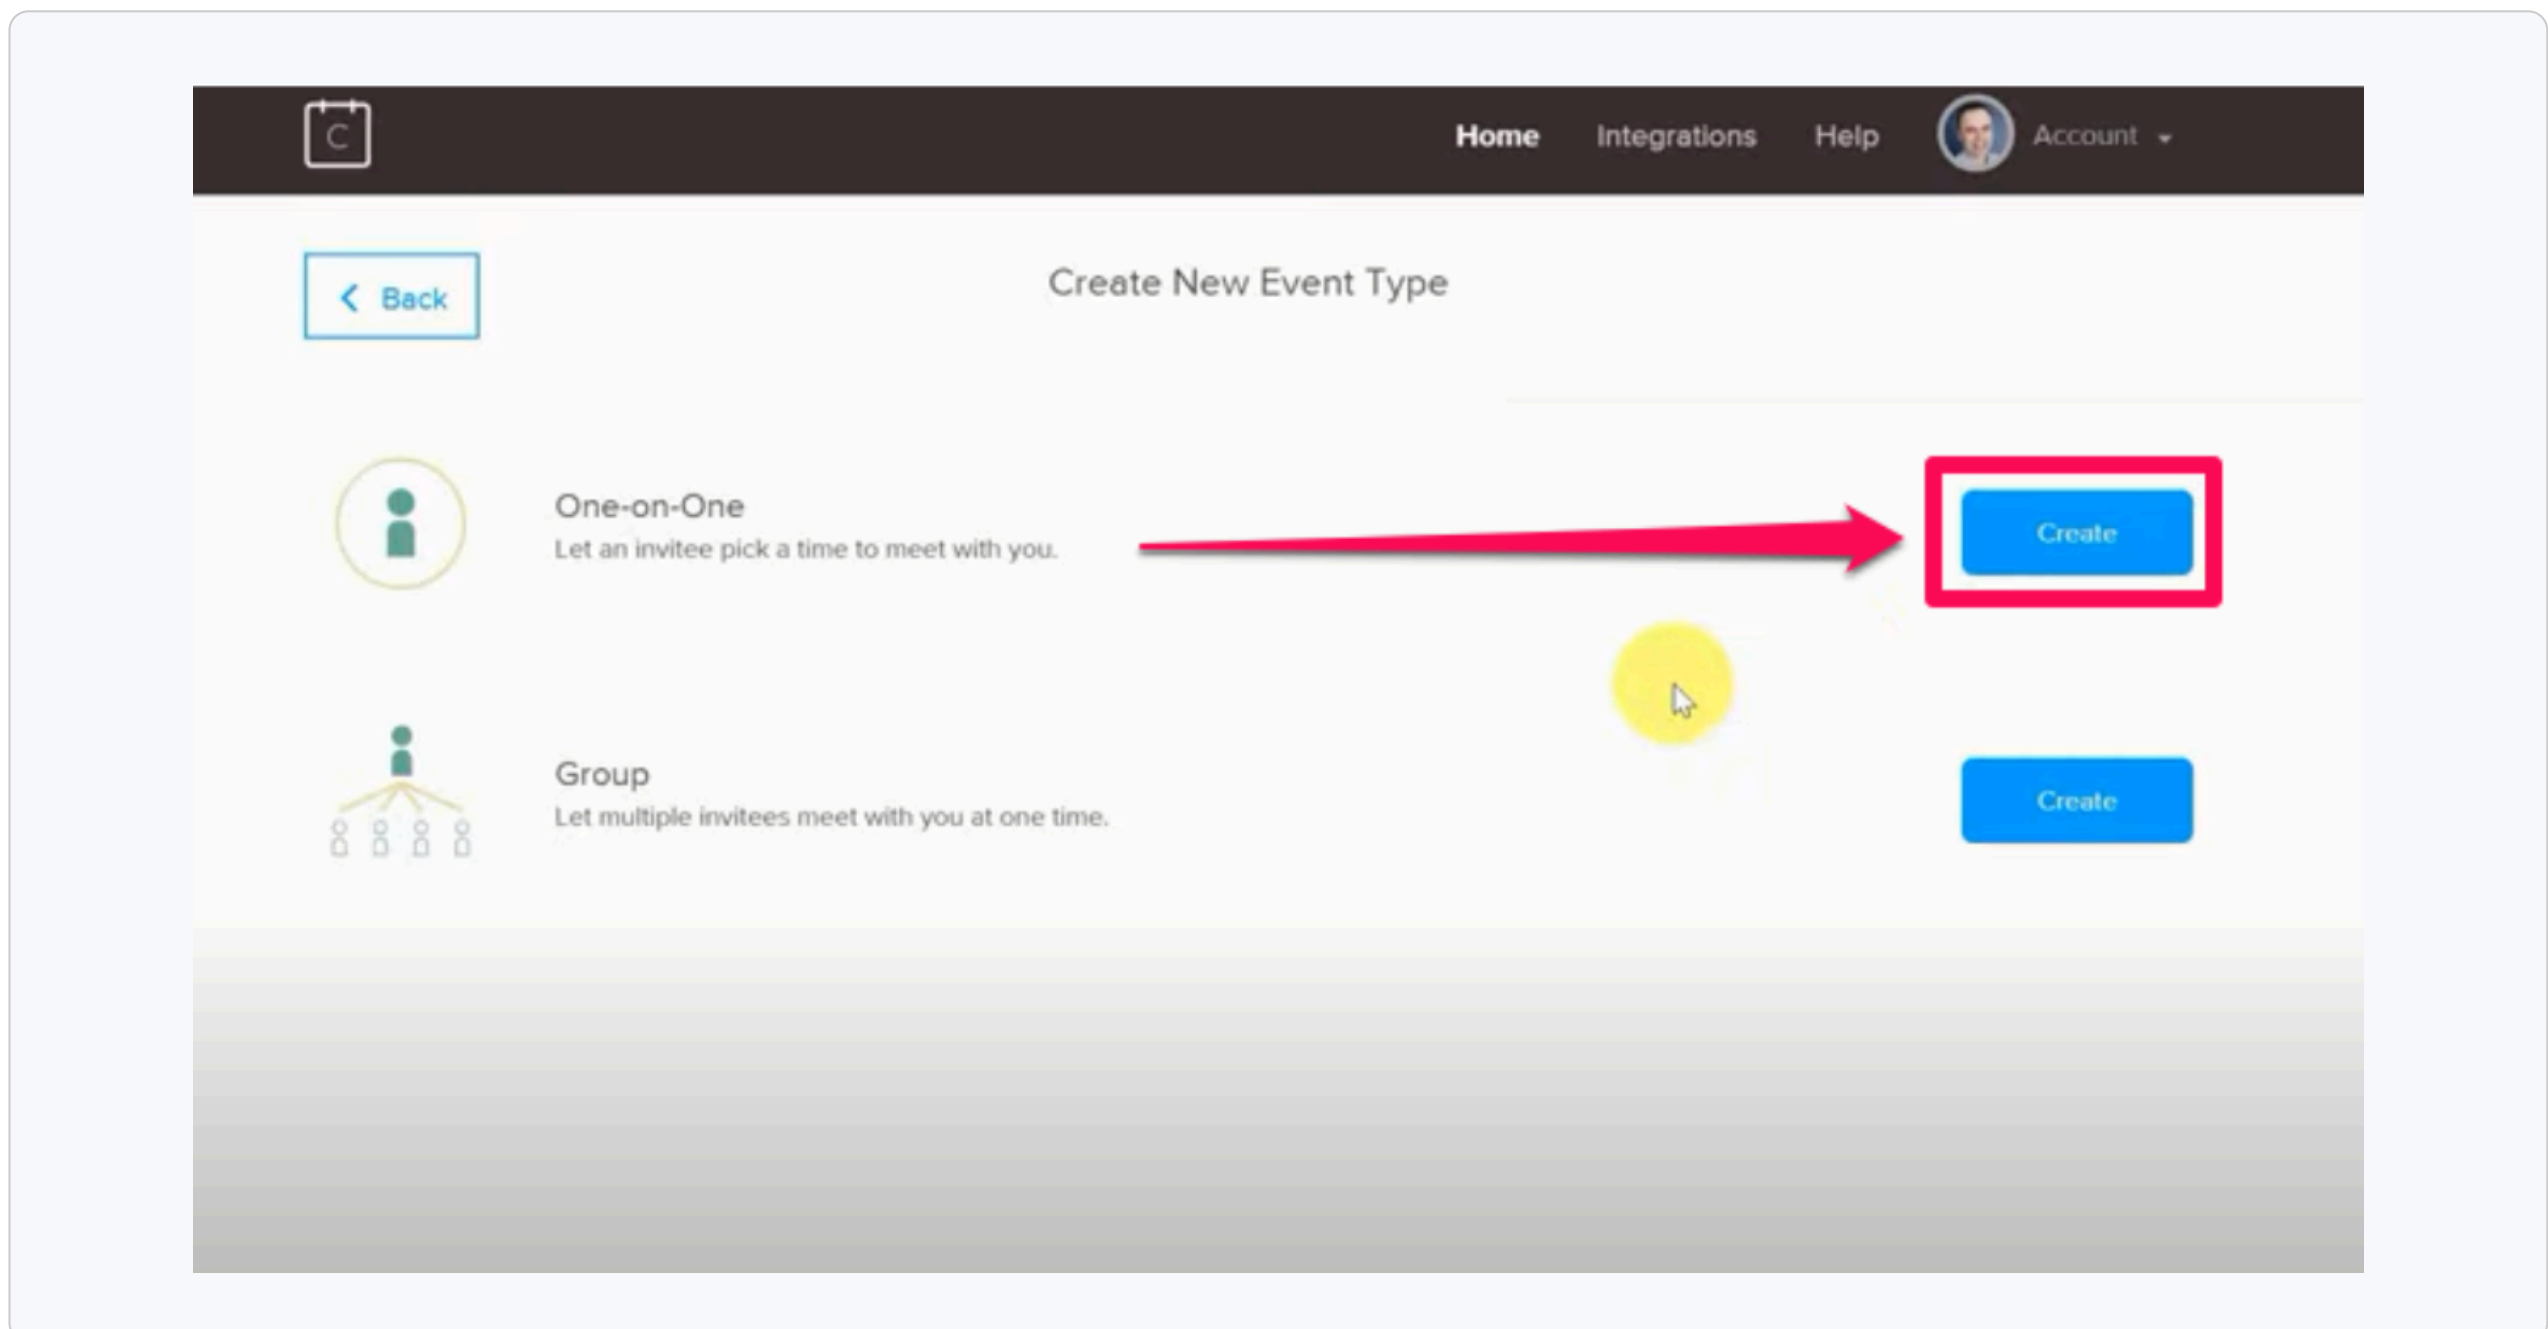 C
Home Integrations Help Account
Back
Create New Event Type
One-on-One
Let an invitee pick a time to meet with you.
Create
Group
Let multiple invitees meet with you at one time.
Create